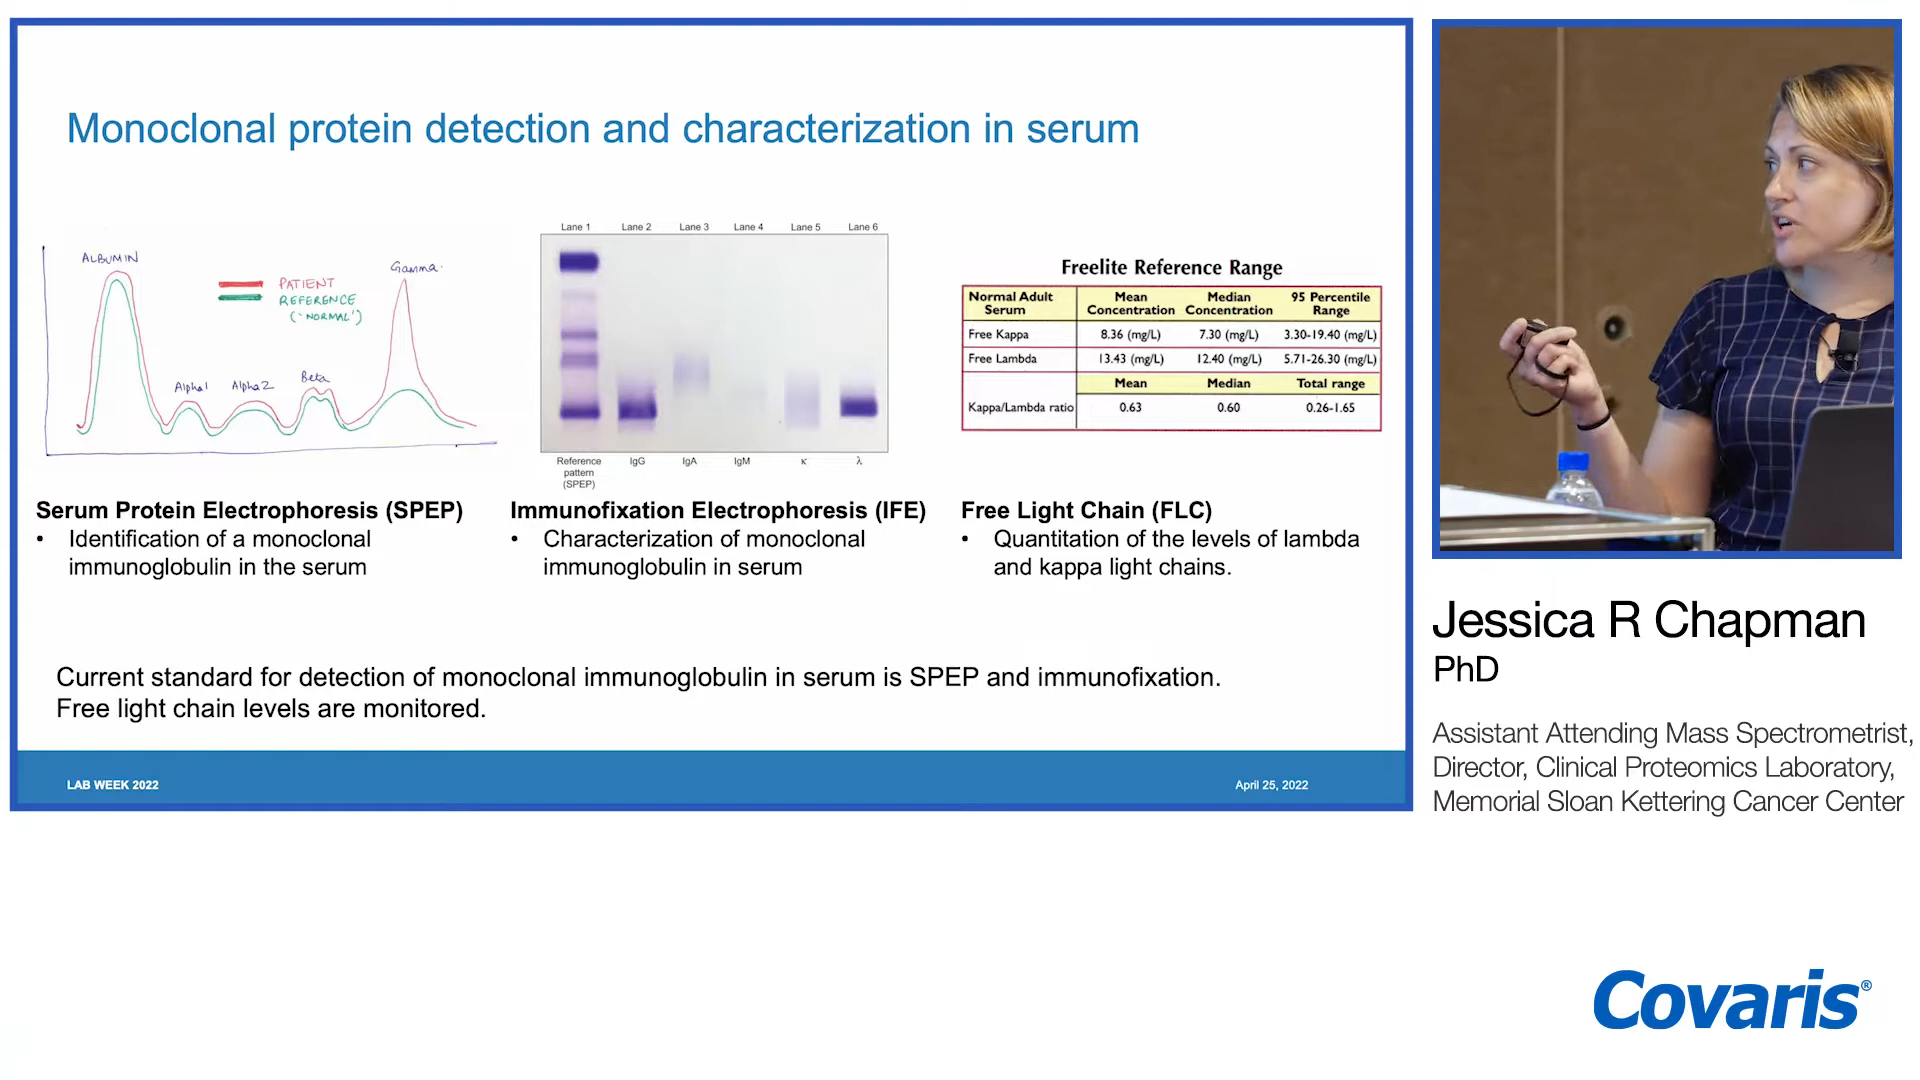 Monoclonal protein detection and characterization in serum
ALBUMIN
Alpha1
Alpha2
Beta
Gamma
PATIENT
REFERENCE
('NORMAL')
Lane 1 Lane 2 Lane 3 Lane 4 Lane 5 Lane 6
Reference
pattern
(SPEP)
IgG IgA IgM κ λ
Freelite Reference Range
Normal Adult Serum Mean Concentration Median Concentration 95 Percentile Range
Free Kappa 8.36 (mg/L) 7.30 (mg/L) 3.30-19.40 (mg/L)
Free Lambda 13.43 (mg/L) 12.40 (mg/L) 5.71-26.30 (mg/L)
Mean Median Total range
Kappa/Lambda ratio 0.63 0.60 0.26-1.65
Serum Protein Electrophoresis (SPEP)
• Identification of a monoclonal
immunoglobulin in the serum
Immunofixation Electrophoresis (IFE)
• Characterization of monoclonal
immunoglobulin in serum
Free Light Chain (FLC)
• Quantitation of the levels of lambda
and kappa light chains.
Current standard for detection of monoclonal immunoglobulin in serum is SPEP and immunofixation.
Free light chain levels are monitored.
LAB WEEK 2022
April 25, 2022
Jessica R Chapman
PhD
Assistant Attending Mass Spectrometrist,
Director, Clinical Proteomics Laboratory,
Memorial Sloan Kettering Cancer Center
Covaris®